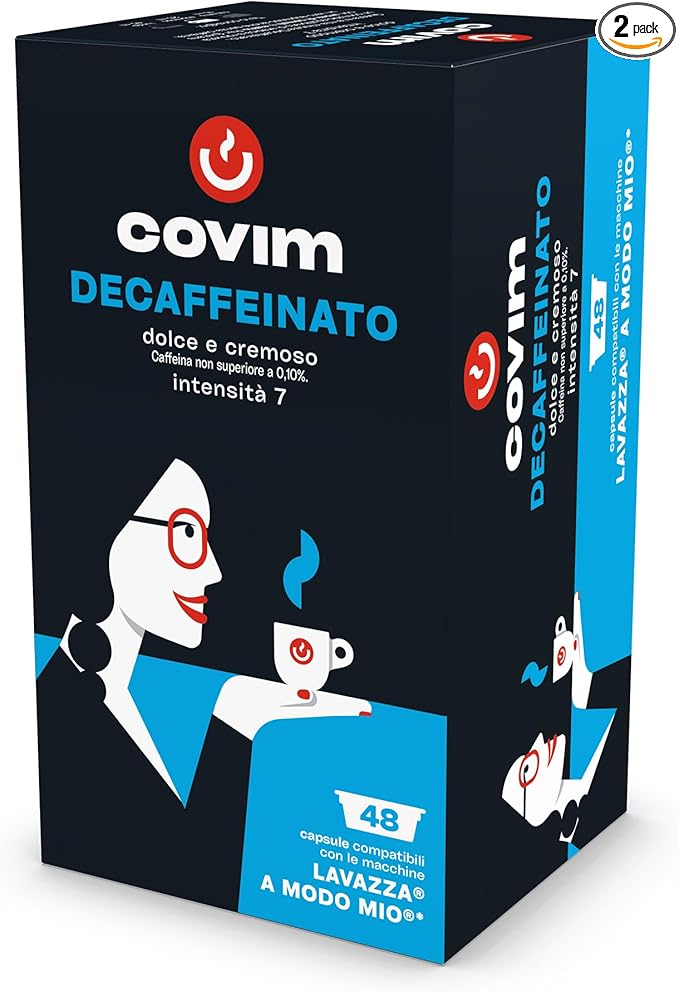 2 pack
DECAFFEINATO
covim
covim
DECAFFEINATO
dolce e cremoso
Caffeina non superiore a 0,10%.
intensità 7
48
capsule compatibili
con le macchine
LAVAZZA®
A MODO MIO®*
covim
DECAFFEINATO
dolce e cremoso
Caffeina non superiore a 0,10%.
intensità 7
48
capsule compatibili con le macchine
LAVAZZA® A MODO MIO®*